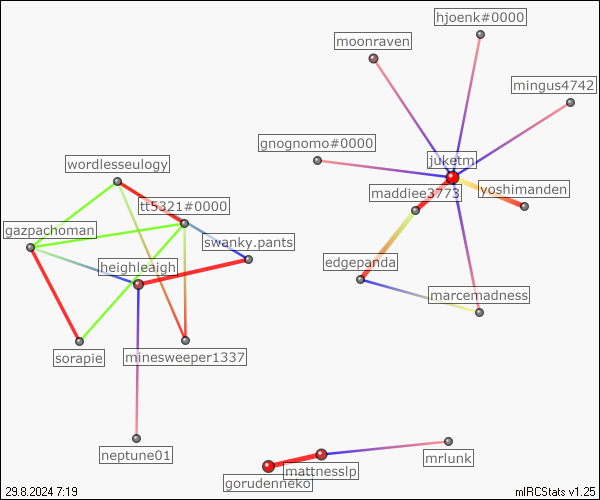 hjoenk#0000
moonraven
mingus4742
gnognomo#0000
juketm
wordlesseulogy
maddiee3773
yoshimanden
tt5321#0000
gazpachoman
swanky.pants
edgepanda
heighleaigh
marcemadness
sorapie
minesweeper1337
neptune01
mrlunk
mattnesslp
gorudenneko
29.8.2024 7:19
mIRCStats v1.25